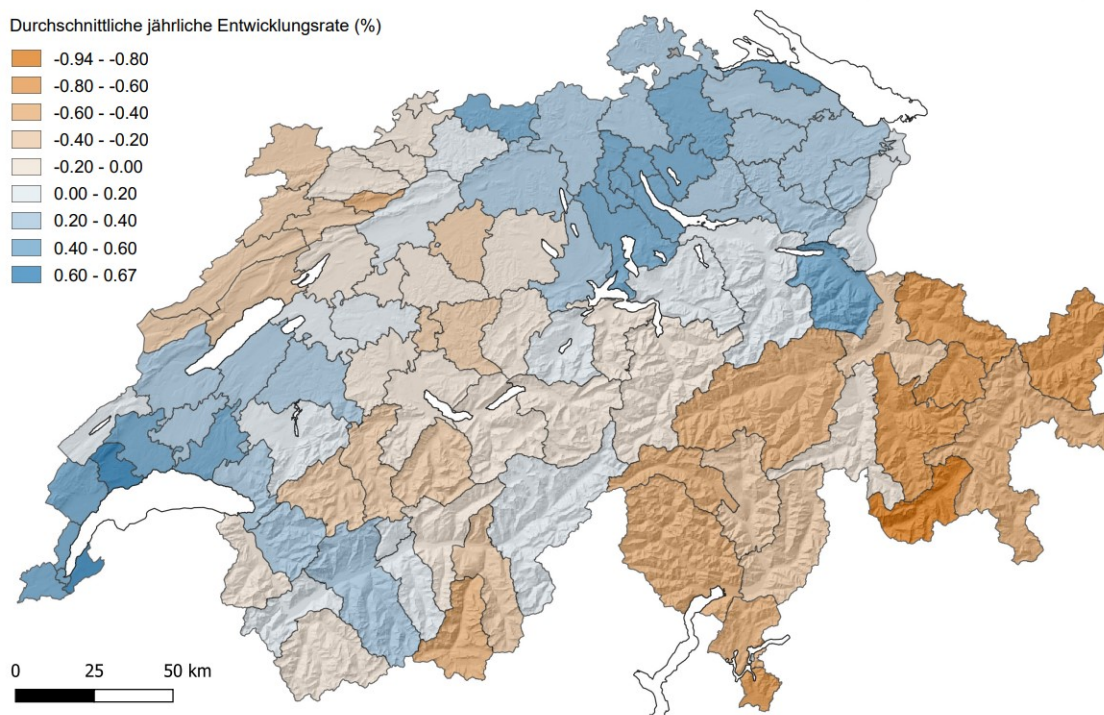 Durchschnittliche jährliche Entwicklungsrate (%)
-0.94 - -0.80
-0.80 - -0.60
-0.60 - -0.40
-0.40 - -0.20
-0.20 - 0.00
0.00 - 0.20
0.20 - 0.40
0.40 - 0.60
0.60 - 0.67
0 25 50 km